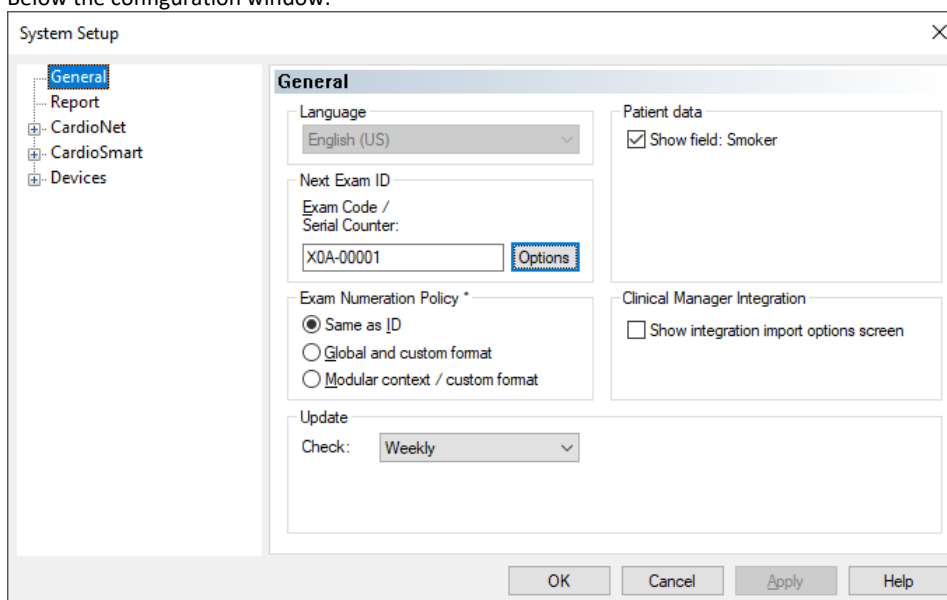 Below the configuration window:
System Setup
General
Report
CardioNet
CardioSmart
Devices
General
Language
English (US)
Next Exam ID
Exam Code /
Serial Counter:
X0A-00001
Options
Exam Numeration Policy *
Same as ID
Global and custom format
Modular context / custom format
Patient data
Show field: Smoker
Clinical Manager Integration
Show integration import options screen
Update
Check:
Weekly
OK
Cancel
Apply
Help